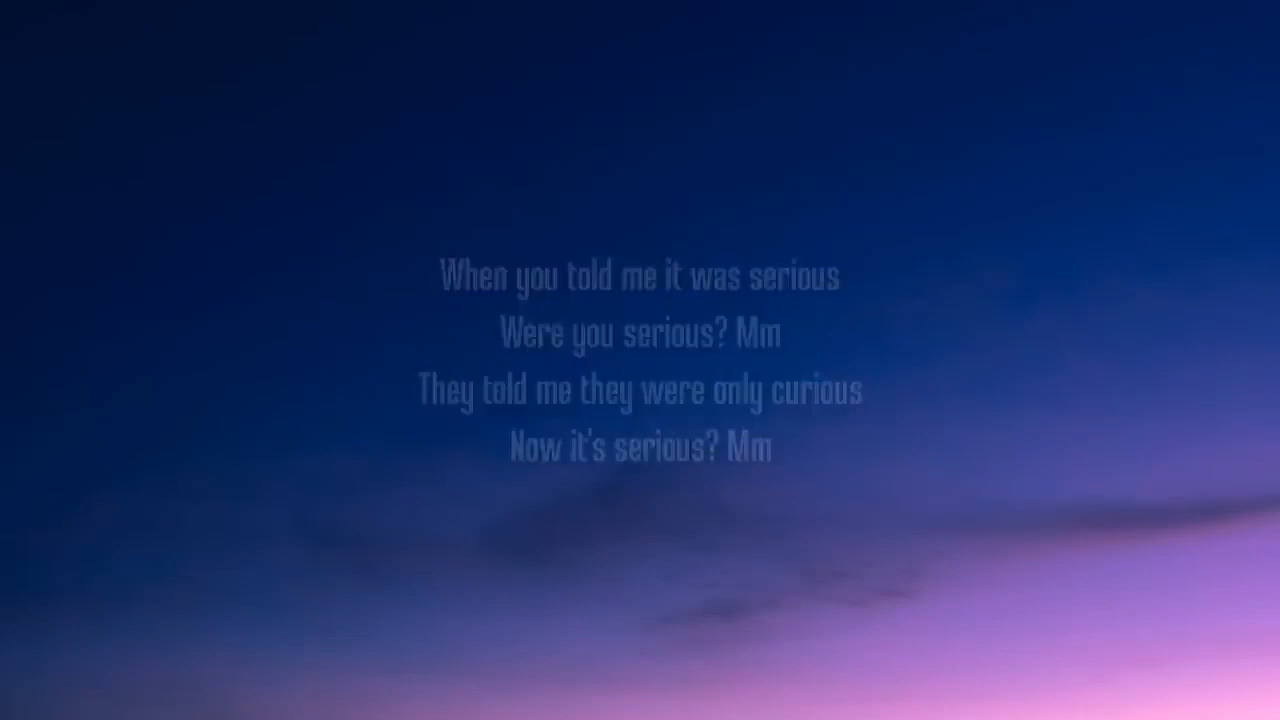 When you told me it was serious
Were you serious? Mm
They told me they were only curious
Now it's serious? Mm